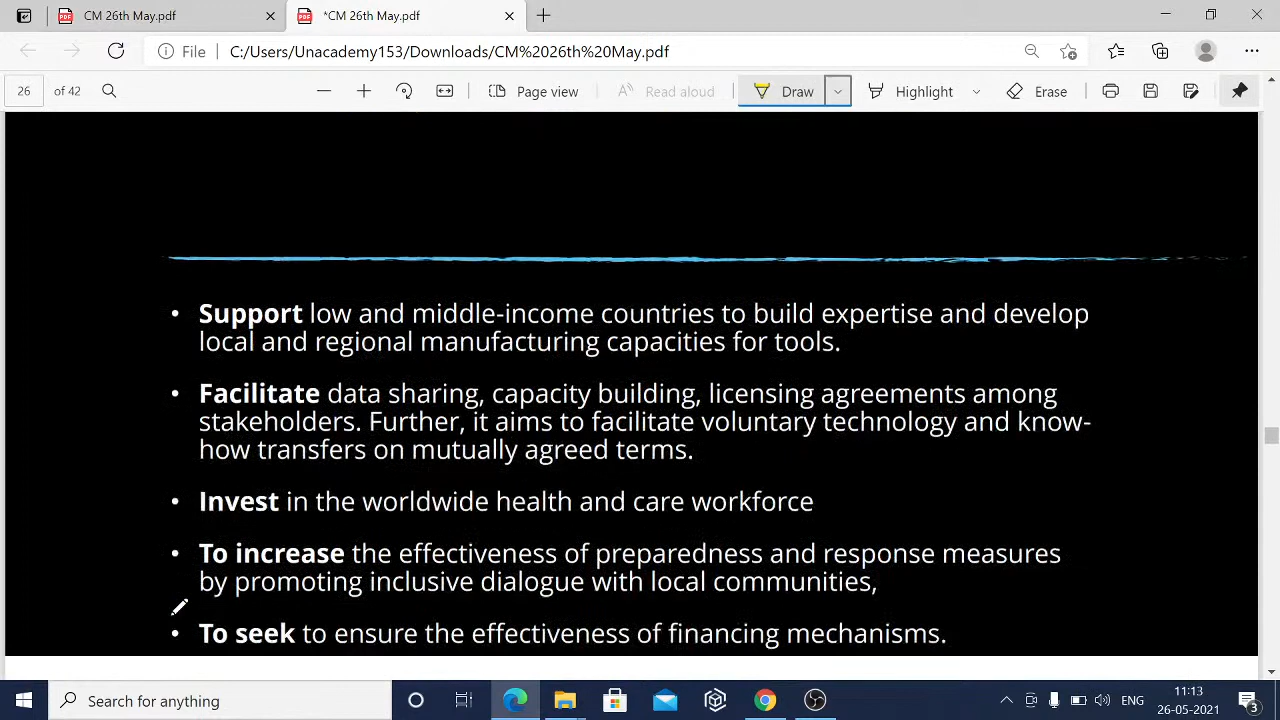 CM 26th May.pdf
*CM 26th May.pdf
File
C:/Users/Unacademy153/Downloads/CM%2026th%20May.pdf
26 of 42
Page view
Read aloud
Draw
Highlight
Erase
• Support low and middle-income countries to build expertise and develop
local and regional manufacturing capacities for tools.
• Facilitate data sharing, capacity building, licensing agreements among
stakeholders. Further, it aims to facilitate voluntary technology and know-
how transfers on mutually agreed terms.
• Invest in the worldwide health and care workforce
• To increase the effectiveness of preparedness and response measures
by promoting inclusive dialogue with local communities,
• To seek to ensure the effectiveness of financing mechanisms.
Search for anything
ENG
11:13
26-05-2021
3